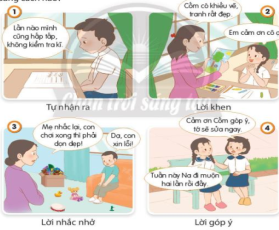 1
Lần nào mình
cũng hấp tấp,
không kiểm tra kĩ.
Tự nhận ra
2
Cốm có khiếu vẽ,
tranh rất đẹp
Em cảm ơn cô ạ
Lời khen
3
Mẹ nhắc lại, con
chơi xong thì phải
dọn dẹp!
Dạ, con
xin lỗi!
Lời nhắc nhở
4
Cảm ơn Cốm góp ý,
tớ sẽ sửa ngay.
Tuần này Na đi muộn
hai lần rồi đấy.
Lời góp ý